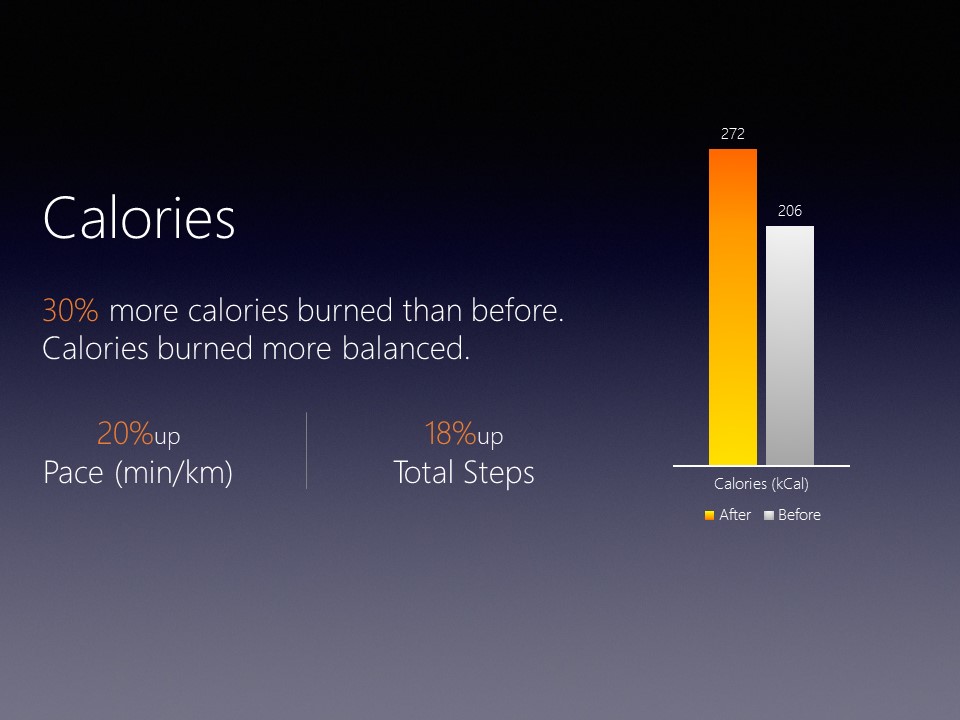 Calories
30% more calories burned than before.
Calories burned more balanced.
20%up
Pace (min/km)
18%up
Total Steps
272
206
Calories (kCal)
After
Before